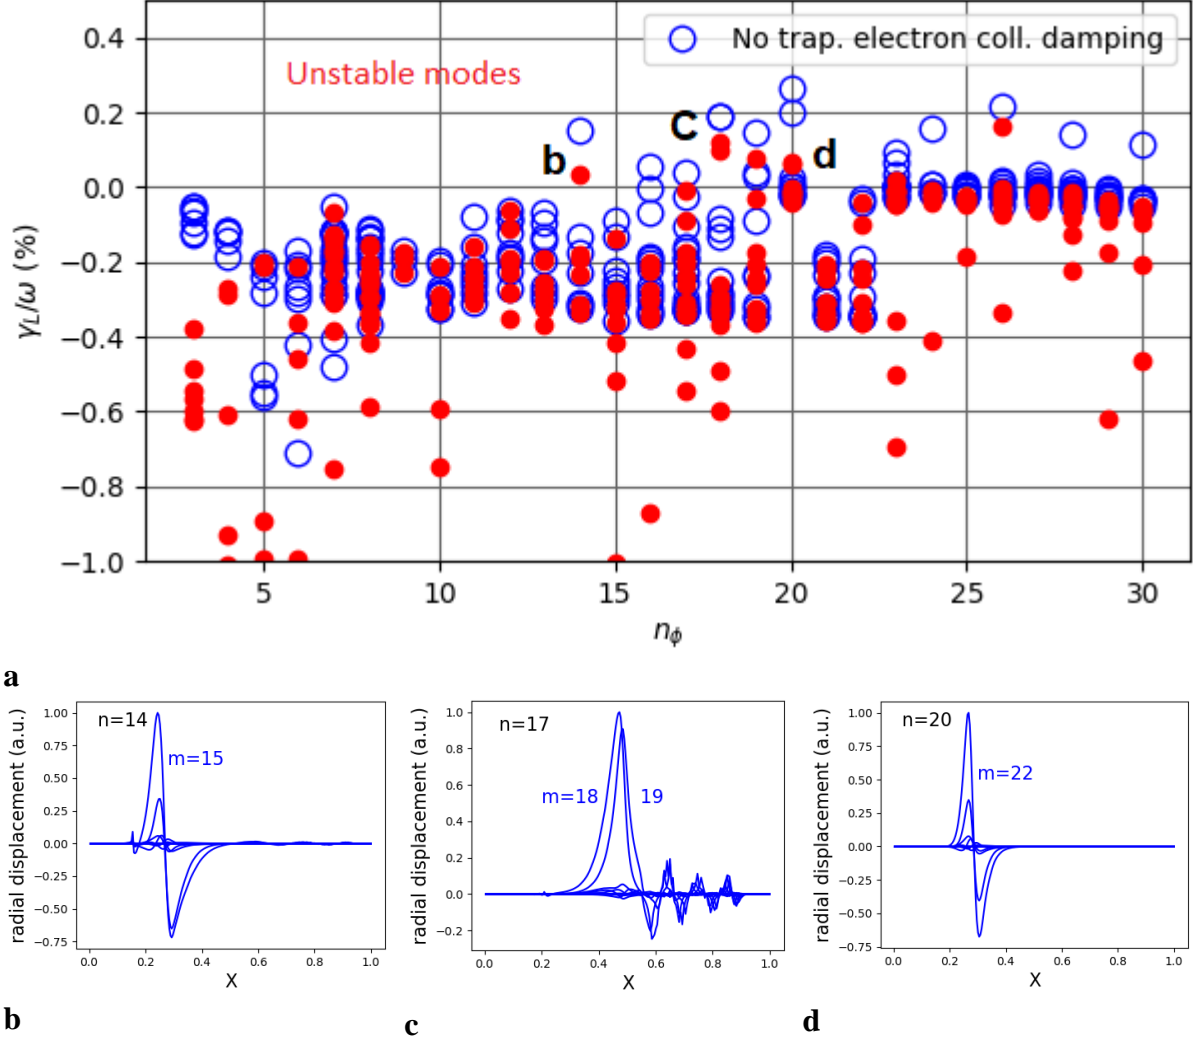 0.4
No trap. electron coll. damping
Unstable modes
0.2
0.0
−0.2
−0.4
−0.6
−0.8
−1.0
γL/ω (%)
b
C
d
5
10
15
20
25
30
nϕ
a
n=14
m=15
1.00
0.75
0.50
0.25
0.00
−0.25
−0.50
−0.75
radial displacement (a.u.)
0.0
0.2
0.4
0.6
0.8
1.0
X
b
n=17
m=18
19
1.0
0.8
0.6
0.4
0.2
0.0
−0.2
radial displacement (a.u.)
0.0
0.2
0.4
0.6
0.8
1.0
X
c
n=20
m=22
1.00
0.75
0.50
0.25
0.00
−0.25
−0.50
−0.75
radial displacement (a.u.)
0.0
0.2
0.4
0.6
0.8
1.0
X
d